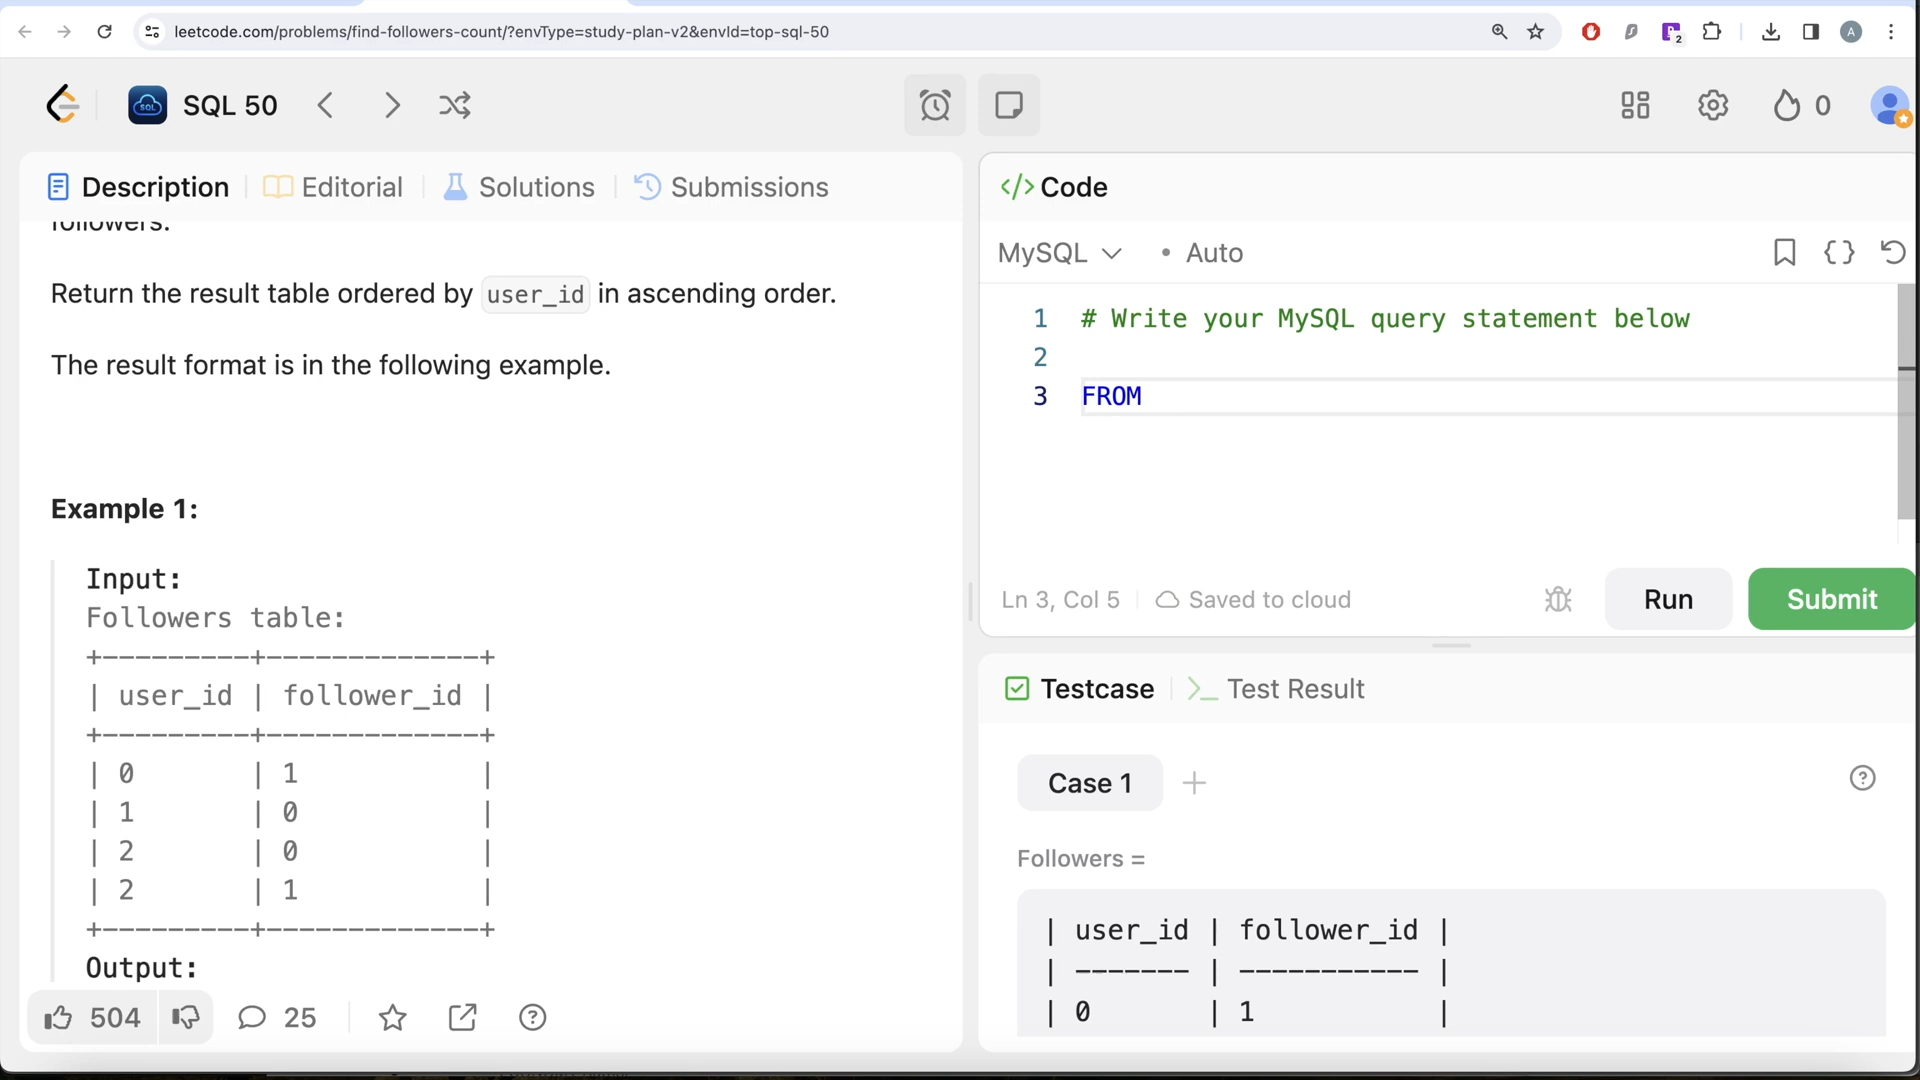 leetcode.com/problems/find-followers-count/?envType=study-plan-v2&envId=top-sql-50
2
A
SQL
SQL 50
0
Description
Editorial
Solutions
Submissions
followers.
Return the result table ordered by user_id in ascending order.
The result format is in the following example.
Example 1:
Input:
Followers table:
+---------+-------------+
| user_id | follower_id |
+---------+-------------+
| 0       | 1           |
| 1       | 0           |
| 2       | 0           |
| 2       | 1           |
+---------+-------------+
Output:
504
25
</> Code
MySQL
• Auto
{}
1 # Write your MySQL query statement below
2
3 FROM
Ln 3, Col 5
Saved to cloud
Run
Submit
Testcase
>_ Test Result
Case 1
+
Followers =
| user_id | follower_id |
| ------- | ----------- |
| 0       | 1           |